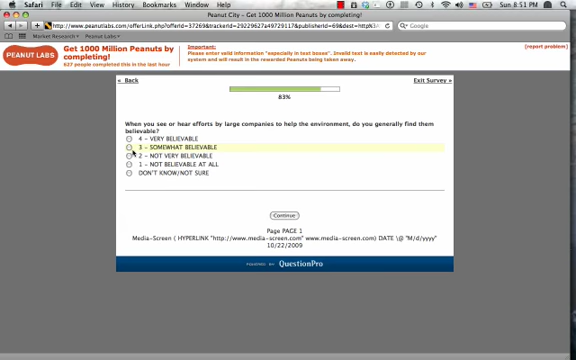 Safari File Edit View History Bookmarks Window Help
Sun 8:51 PM
Peanut City – Get 1000 Million Peanuts by completing!
Google
Market Research Peanut Labs
PEANUT LABS
Get 1000 Million Peanuts by
completing!
627 people completed this in the last hour
Important:
Please enter valid information "especially in text boxes". Invalid text is easily detected by our
system and will result in the rewarded Peanuts being taken away.
[report problem]
« Back
Exit Survey »
83%
When you see or hear efforts by large companies to help the environment, do you generally find them
believable?
4 – VERY BELIEVABLE
3 – SOMEWHAT BELIEVABLE
2 – NOT VERY BELIEVABLE
1 – NOT BELIEVABLE AT ALL
DON'T KNOW/NOT SURE
Continue
Page PAGE 1
Media-Screen ( HYPERLINK "http://www.media-screen.com" www.media-screen.com) DATE \@ "M/d/yyyy"
10/22/2009
POWERED BY QuestionPro